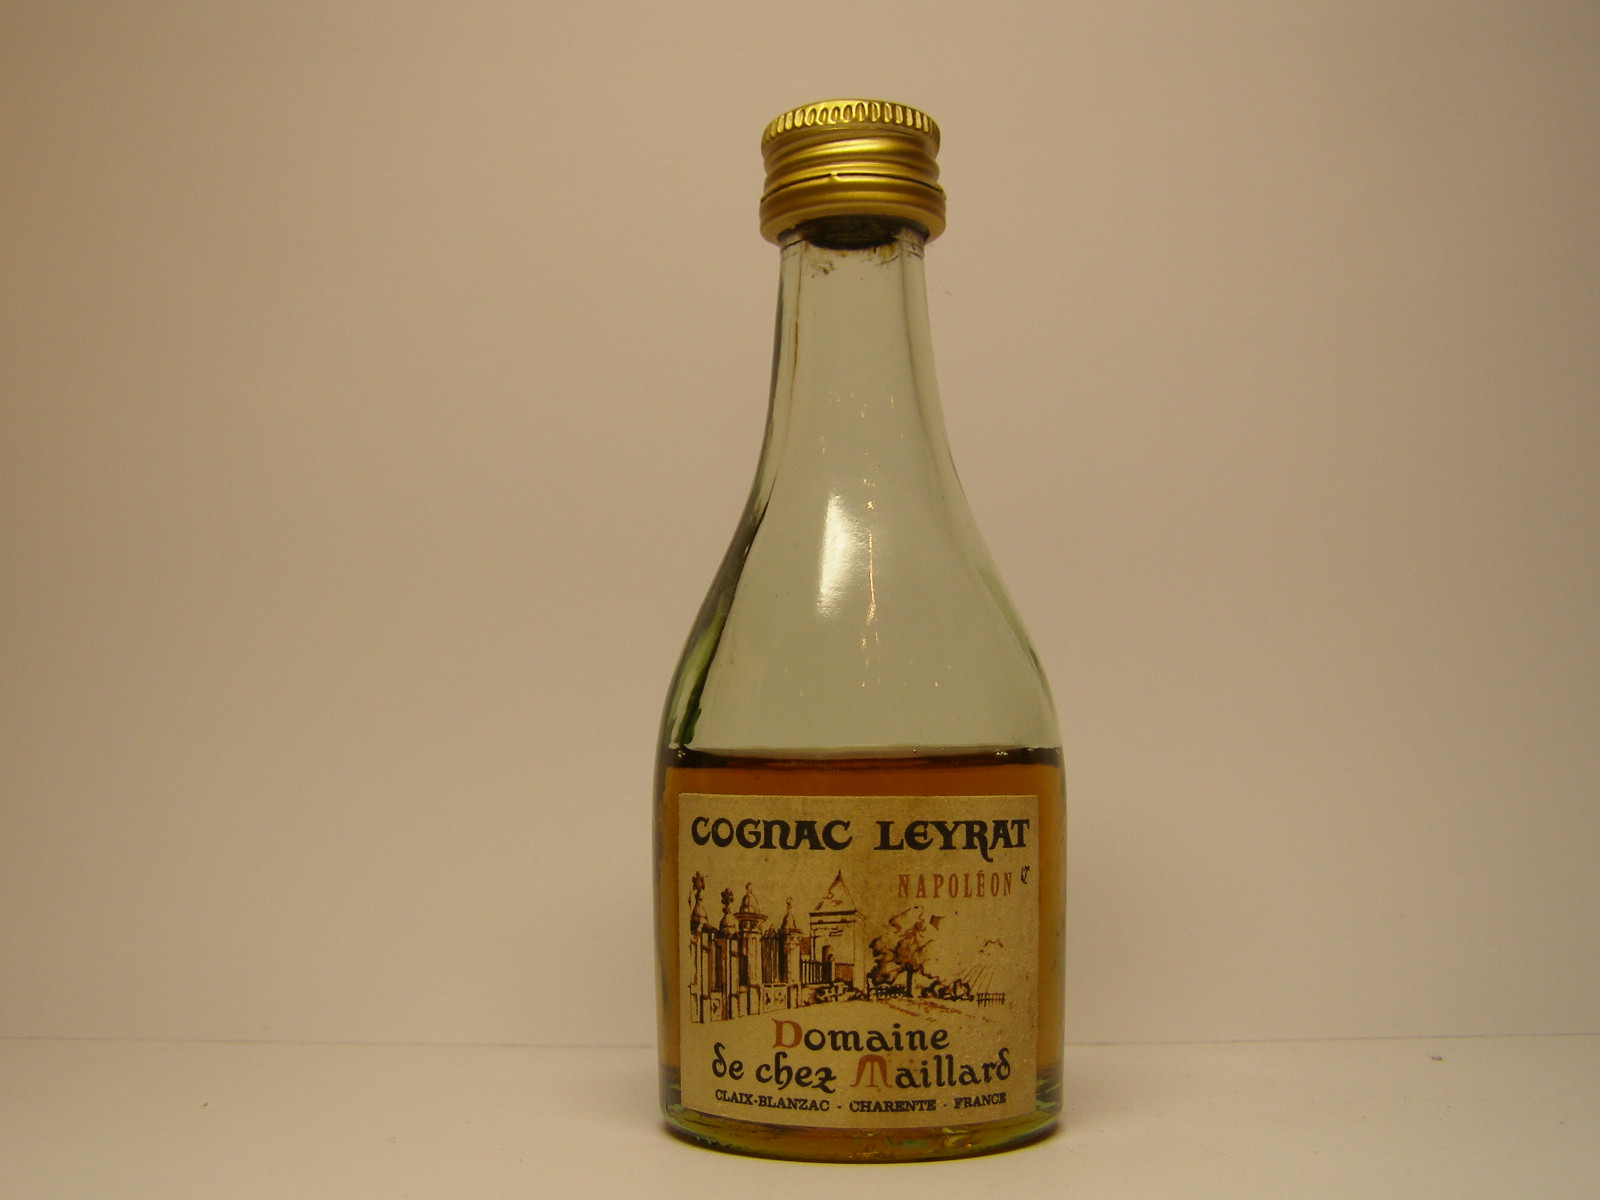 COGNAC LEYRAT
NAPOLÉON
Domaine
de chez Maillard
CLAIX-BLANZAC - CHARENTE - FRANCE